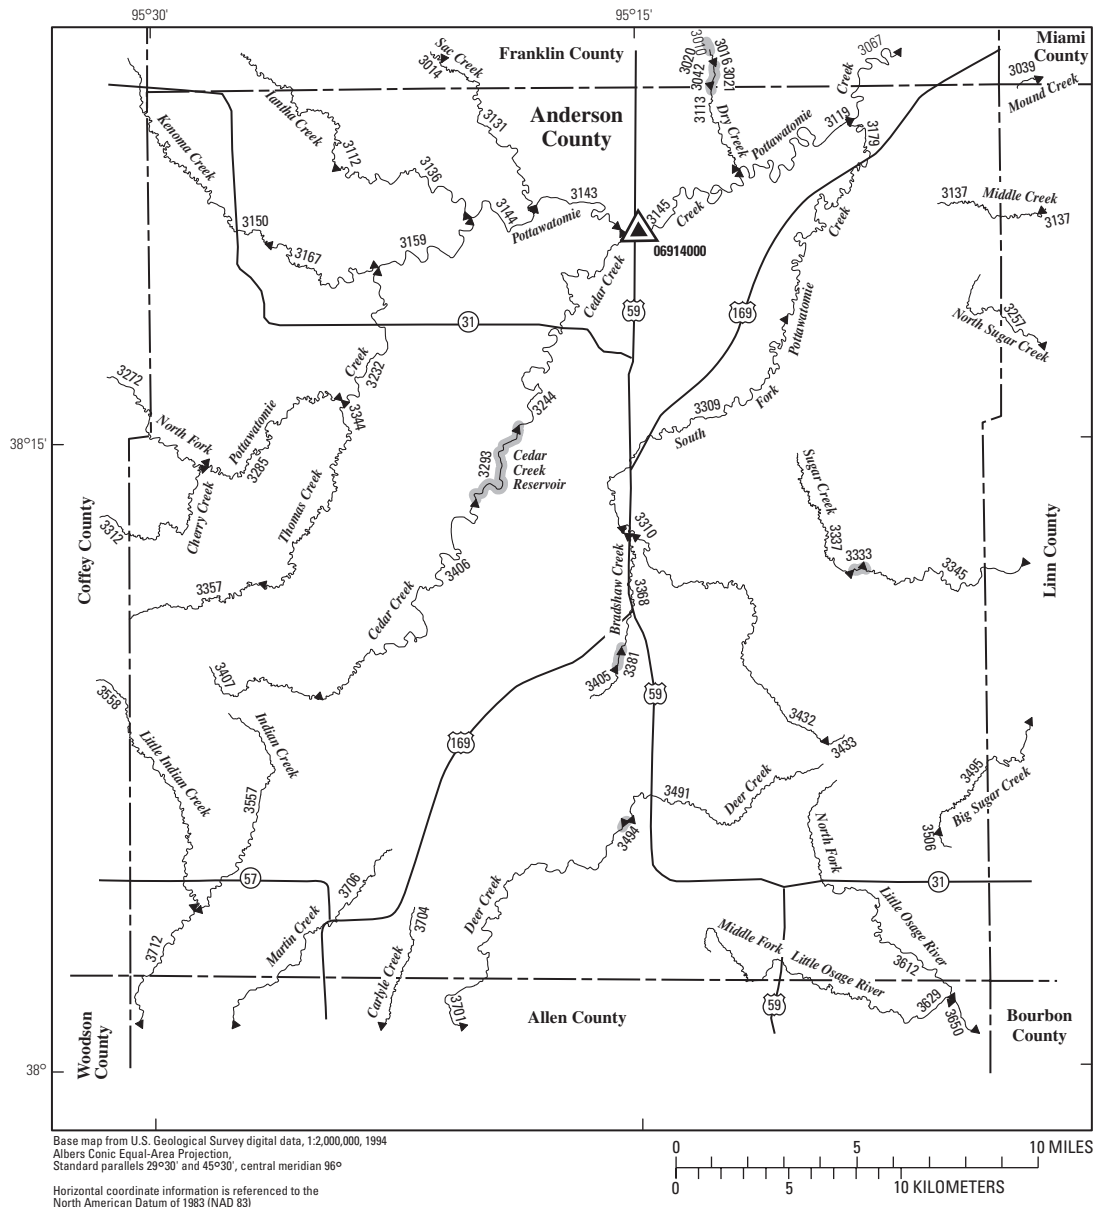 95°30'
95°15'
Franklin County
Miami
County
Sac Creek
3014
3010
3020
3016
3021
3042
3067
3039
Mound Creek
Creek
Anderson
County
Kenoma Creek
3131
3113
Dry Creek
Pottawatomie
3119
3179
3112
3136
3143
3144
Pottawatomie
3145
Creek
Creek
3137
Middle Creek
3137
3150
3167
3159
06914000
Cedar Creek
59
169
31
Pottawatomie
3257
North Sugar Creek
3272
Creek
3232
3244
3344
3309
Fork
South
North Fork
Pottawatomie
3285
38°15'
3293
Cedar
Creek
Reservoir
Sugar Creek
Thomas Creek
Cherry Creek
3312
3310
3337
3333
3345
Coffey County
Linn County
3357
3406
Bradshaw Creek
3368
Cedar Creek
3407
3405
3381
3558
59
Indian Creek
Little Indian Creek
169
3432
3433
3557
3491
Deer Creek
3495
Big Sugar Creek
3506
3494
North Fork
57
3706
31
Deer Creek
Little Osage River
Martin Creek
3704
3712
Middle Fork
Little Osage River
3612
Carlyle Creek
3701
59
3629
3650
Woodson
County
Allen County
Bourbon
County
38°
Base map from U.S. Geological Survey digital data, 1:2,000,000, 1994
Albers Conic Equal-Area Projection,
Standard parallels 29°30' and 45°30', central meridian 96°
Horizontal coordinate information is referenced to the
North American Datum of 1983 (NAD 83)
0 5 10 MILES
0 5 10 KILOMETERS